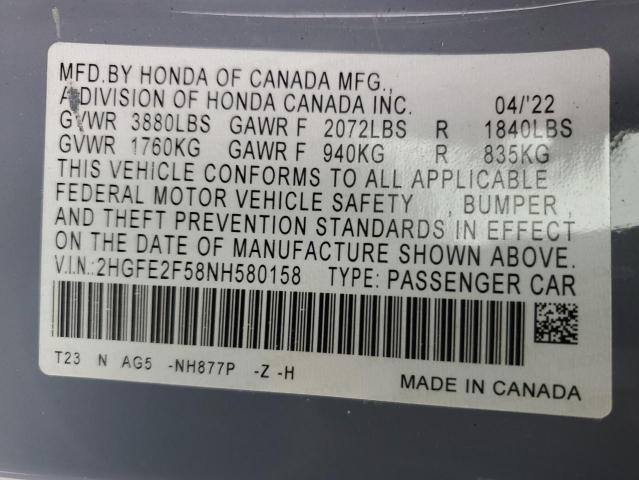 MFD.BY HONDA OF CANADA MFG.,
A DIVISION OF HONDA CANADA INC. 04/'22
GVWR 3880LBS GAWR F 2072LBS R 1840LBS
GVWR 1760KG GAWR F 940KG R 835KG
THIS VEHICLE CONFORMS TO ALL APPLICABLE
FEDERAL MOTOR VEHICLE SAFETY , BUMPER ,
AND THEFT PREVENTION STANDARDS IN EFFECT
ON THE DATE OF MANUFACTURE SHOWN ABOVE.
V.I.N.:2HGFE2F58NH580158 TYPE: PASSENGER CAR
T23 N AG5 -NH877P -Z -H
MADE IN CANADA